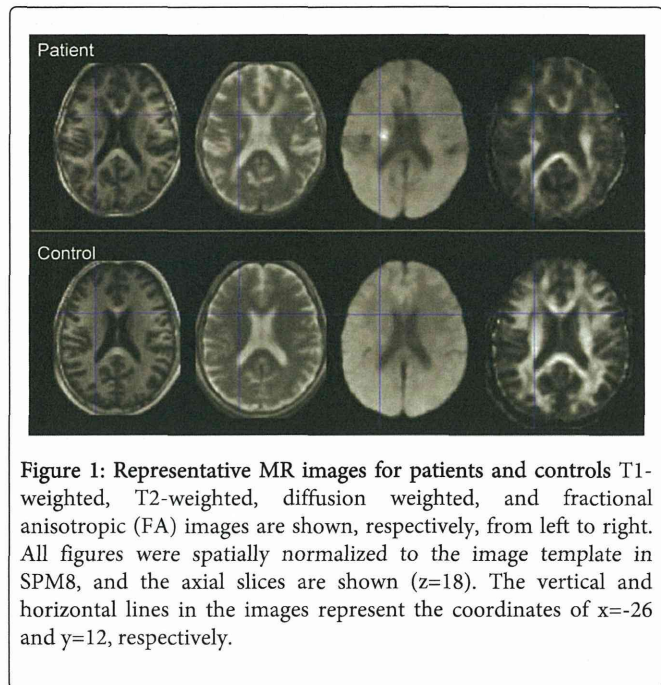 Patient
Control
Figure 1: Representative MR images for patients and controls T1-
weighted, T2-weighted, diffusion weighted, and fractional
anisotropic (FA) images are shown, respectively, from left to right.
All figures were spatially normalized to the image template in
SPM8, and the axial slices are shown (z=18). The vertical and
horizontal lines in the images represent the coordinates of x=-26
and y=12, respectively.